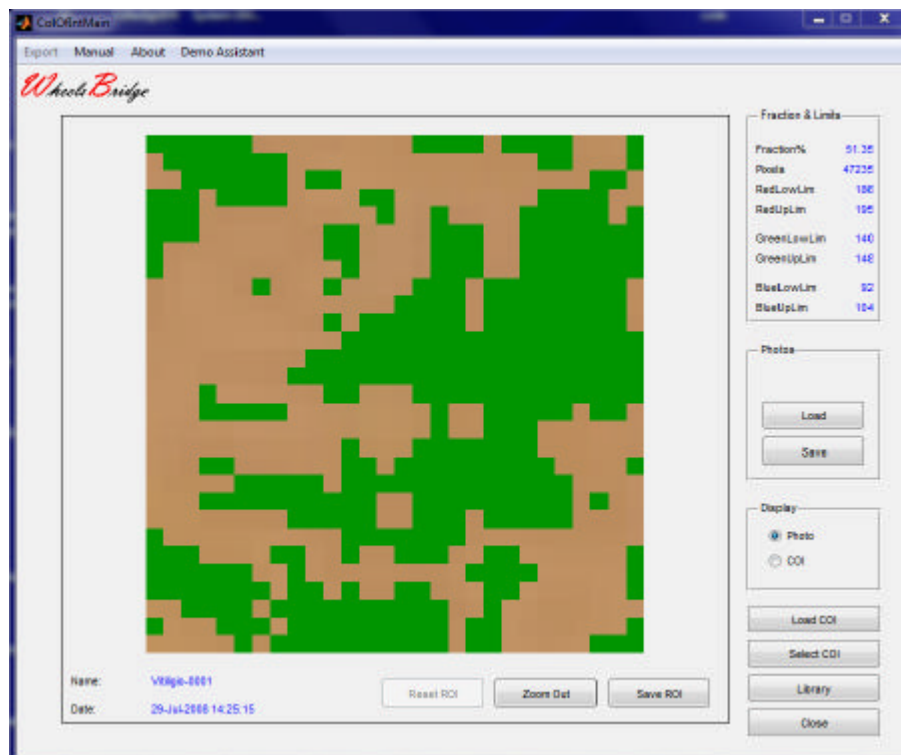 ColOfIntMain
Export Manual About Demo Assistant
WheelsBridge
Fraction & Limits
Fraction% 51.35
Pixels 47235
RedLowLim
RedUpLim 195
GreenLowLim 140
GreenUpLim 148
BlueLowLim 92
BlueUpLim 104
Photos
Load
Save
Display
Photo
COI
Load COI
Select COI
Library
Close
Name: Vitiligie-0001
Date: 29-Jul-2008 14:25:15
Reset ROI Zoom Out Save ROI